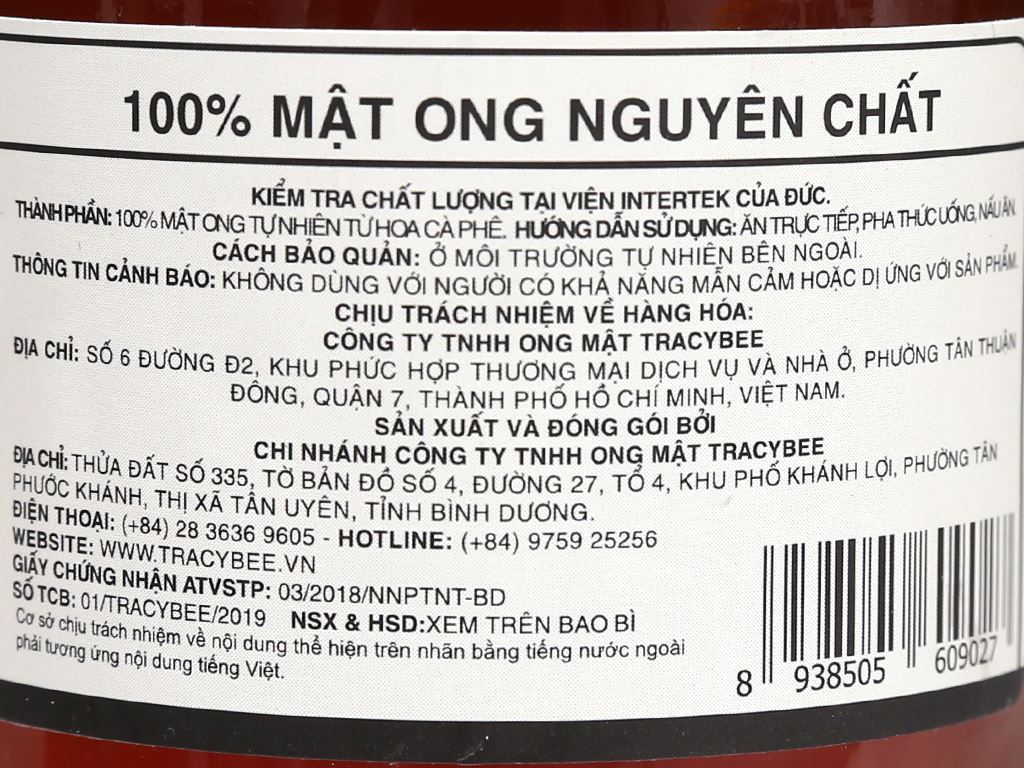 100% MẬT ONG NGUYÊN CHẤT
KIỂM TRA CHẤT LƯỢNG TẠI VIỆN INTERTEK CỦA ĐỨC.
THÀNH PHẦN: 100% MẬT ONG TỰ NHIÊN TỪ HOA CÀ PHÊ. HƯỚNG DẪN SỬ DỤNG: ĂN TRỰC TIẾP, PHA THỨC UỐNG, NẤU ĂN.
CÁCH BẢO QUẢN: Ở MÔI TRƯỜNG TỰ NHIÊN BÊN NGOÀI.
THÔNG TIN CẢNH BÁO: KHÔNG DÙNG VỚI NGƯỜI CÓ KHẢ NĂNG MẪN CẢM HOẶC DỊ ỨNG VỚI SẢN PHẨM.
CHỊU TRÁCH NHIỆM VỀ HÀNG HÓA:
CÔNG TY TNHH ONG MẬT TRACYBEE
ĐỊA CHỈ: SỐ 6 ĐƯỜNG Đ2, KHU PHỨC HỢP THƯƠNG MẠI DỊCH VỤ VÀ NHÀ Ở, PHƯỜNG TÂN THUẬN
ĐÔNG, QUẬN 7, THÀNH PHỐ HỒ CHÍ MINH, VIỆT NAM.
SẢN XUẤT VÀ ĐÓNG GÓI BỞI
CHI NHÁNH CÔNG TY TNHH ONG MẬT TRACYBEE
ĐỊA CHỈ: THỬA ĐẤT SỐ 335, TỜ BẢN ĐỒ SỐ 4, ĐƯỜNG 27, TỔ 4, KHU PHỐ KHÁNH LỢI, PHƯỜNG TÂN
PHƯỚC KHÁNH, THỊ XÃ TÂN UYÊN, TỈNH BÌNH DƯƠNG.
ĐIỆN THOẠI: (+84) 28 3636 9605 - HOTLINE: (+84) 9759 25256
WEBSITE: WWW.TRACYBEE.VN
GIẤY CHỨNG NHẬN ATVSTP: 03/2018/NNPTNT-BD
SỐ TCB: 01/TRACYBEE/2019 NSX & HSD:XEM TRÊN BAO BÌ
Cơ sở chịu trách nhiệm về nội dung thể hiện trên nhãn bằng tiếng nước ngoài
phải tương ứng nội dung tiếng Việt.
8 938505 609027